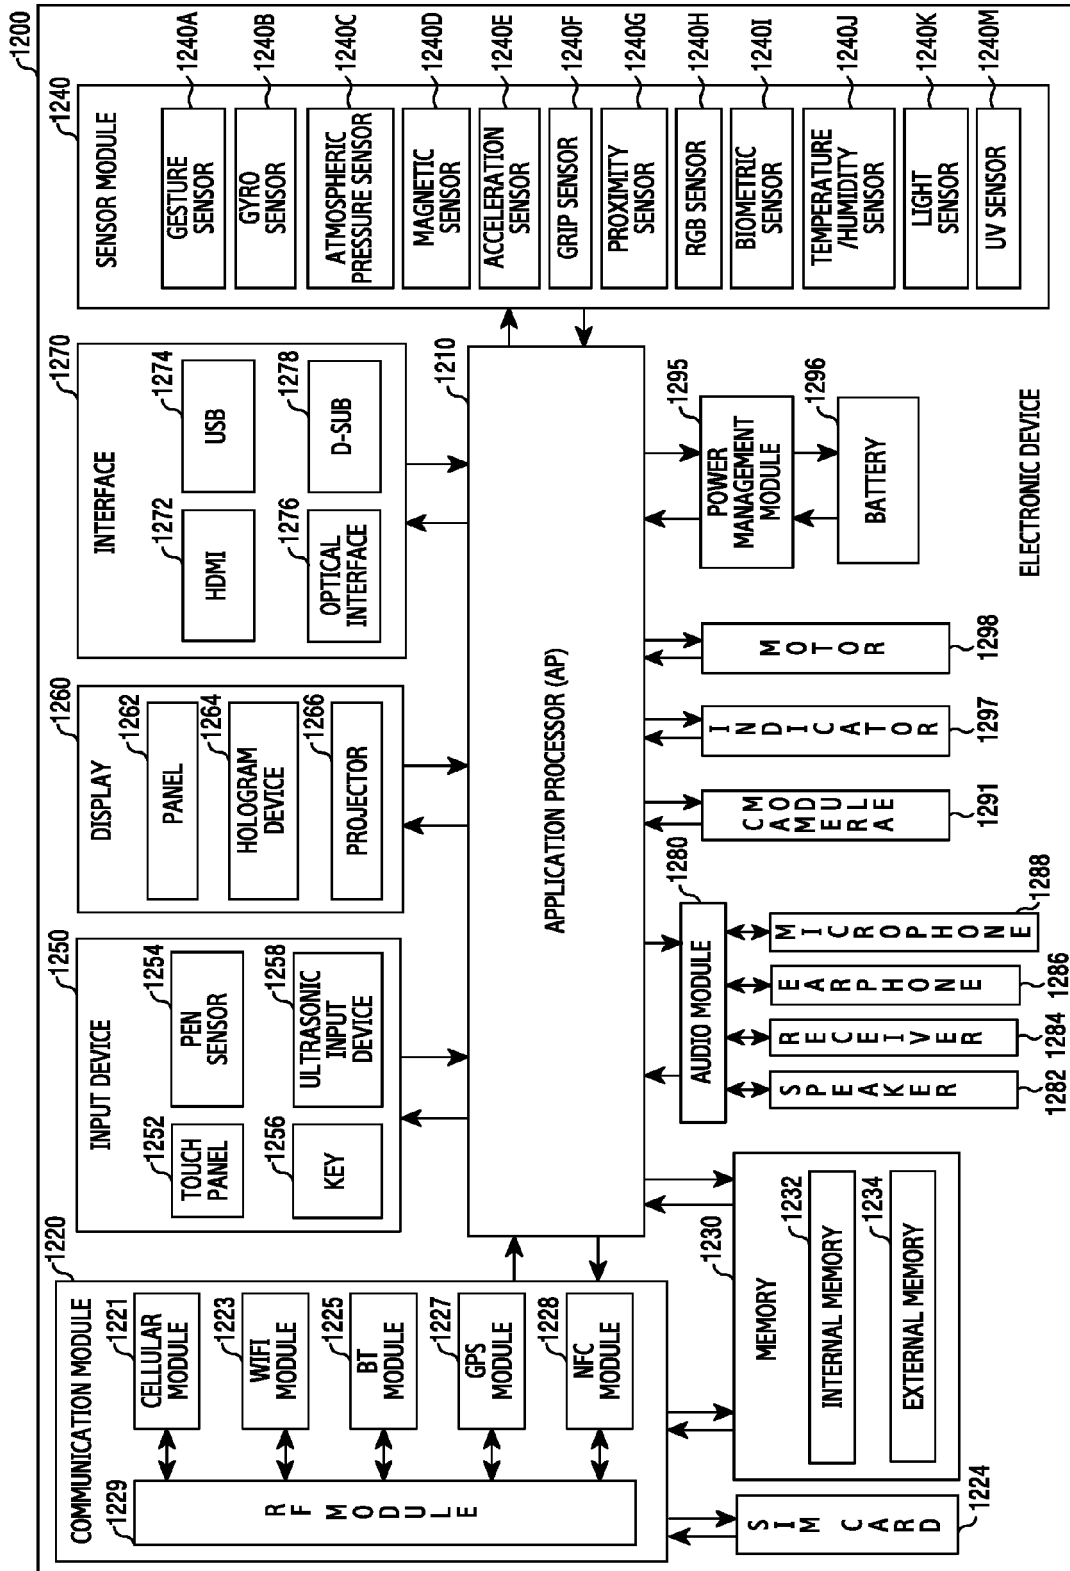 1200
COMMUNICATION MODULE
1220
1229
RF MODULE
1221
CELLULAR
MODULE
1223
WIFI
MODULE
1225
BT
MODULE
1227
GPS
MODULE
1228
NFC
MODULE
SIM CARD
1224
INPUT DEVICE
1250
1252
TOUCH
PANEL
1254
PEN
SENSOR
1256
KEY
1258
ULTRASONIC
INPUT
DEVICE
DISPLAY
1260
1262
PANEL
1264
HOLOGRAM
DEVICE
1266
PROJECTOR
INTERFACE
1270
1272
HDMI
1274
USB
1276
OPTICAL
INTERFACE
1278
D-SUB
SENSOR MODULE
1240
GESTURE
SENSOR
1240A
GYRO
SENSOR
1240B
ATMOSPHERIC
PRESSURE SENSOR
1240C
MAGNETIC
SENSOR
1240D
ACCELERATION
SENSOR
1240E
GRIP SENSOR
1240F
PROXIMITY
SENSOR
1240G
RGB SENSOR
1240H
BIOMETRIC
SENSOR
1240I
TEMPERATURE
/HUMIDITY
SENSOR
1240J
LIGHT
SENSOR
1240K
UV SENSOR
1240M
1210
APPLICATION PROCESSOR (AP)
1230
MEMORY
1232
INTERNAL MEMORY
1234
EXTERNAL MEMORY
1280
AUDIO MODULE
SPEAKER
1282
RECEIVER
1284
EARPHONE
1286
MICROPHONE
1288
CAMERA
MODULE
1291
INDICATOR
1297
MOTOR
1298
1295
POWER
MANAGEMENT
MODULE
1296
BATTERY
ELECTRONIC DEVICE